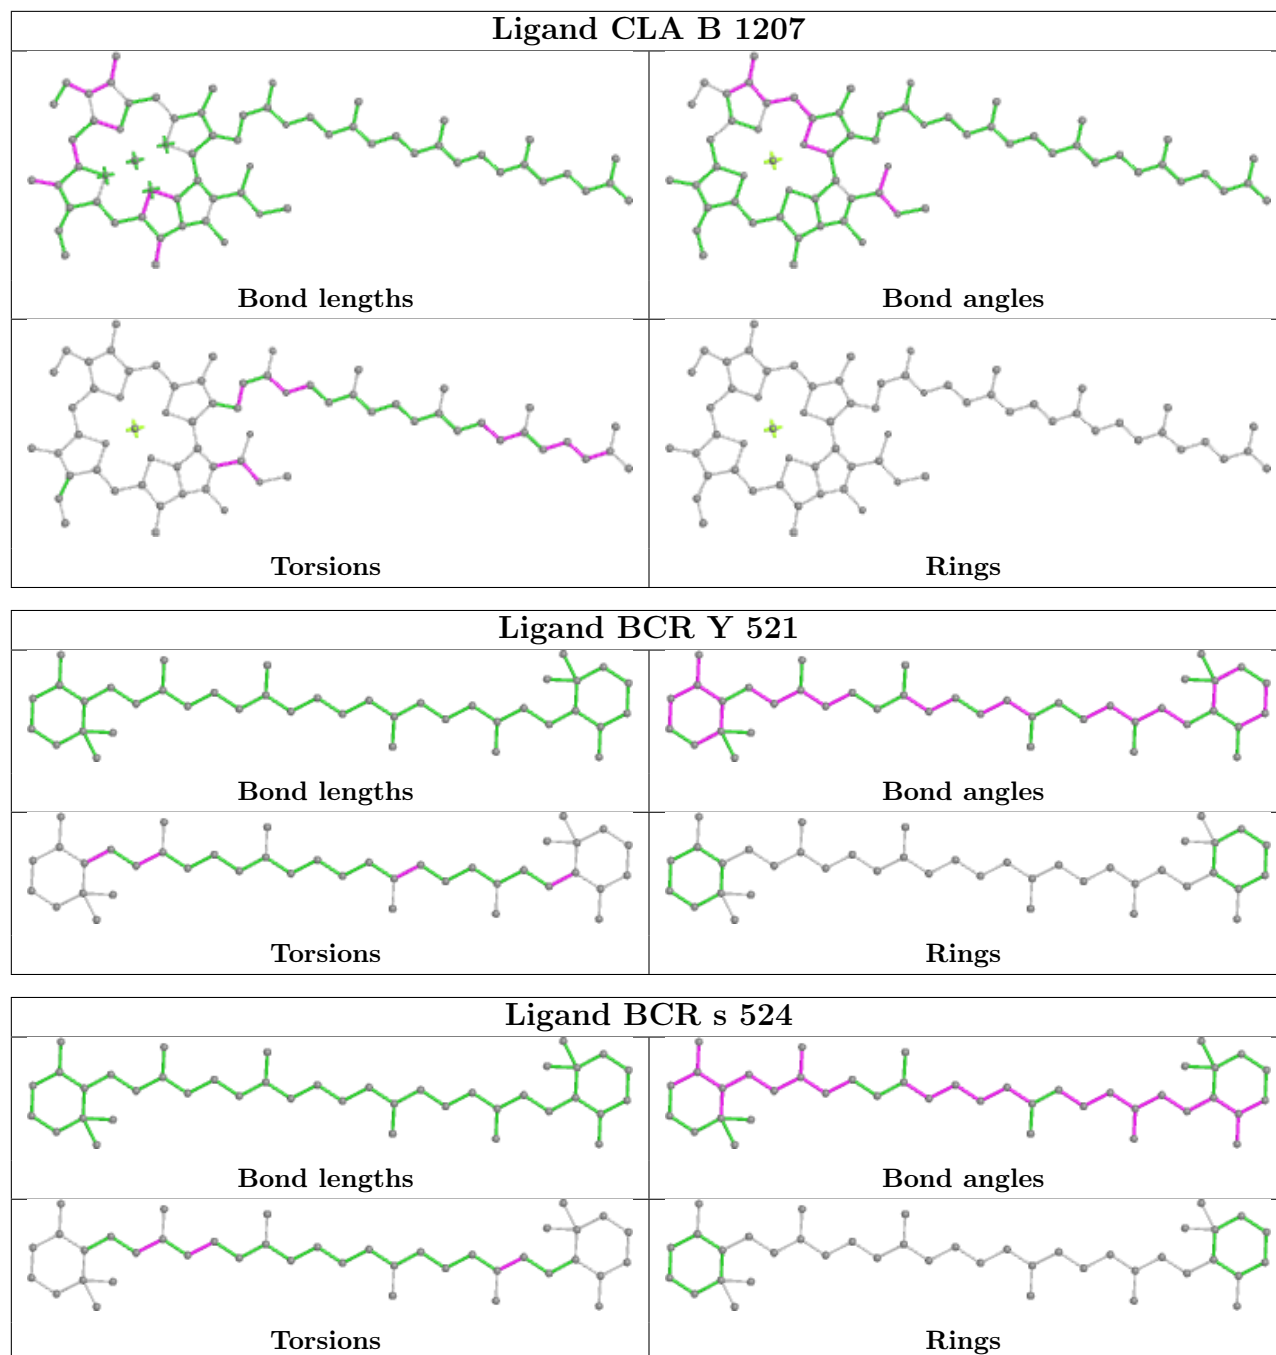 Ligand CLA B 1207
Bond lengths
Bond angles
Torsions
Rings
Ligand BCR Y 521
Bond lengths
Bond angles
Torsions
Rings
Ligand BCR s 524
Bond lengths
Bond angles
Torsions
Rings